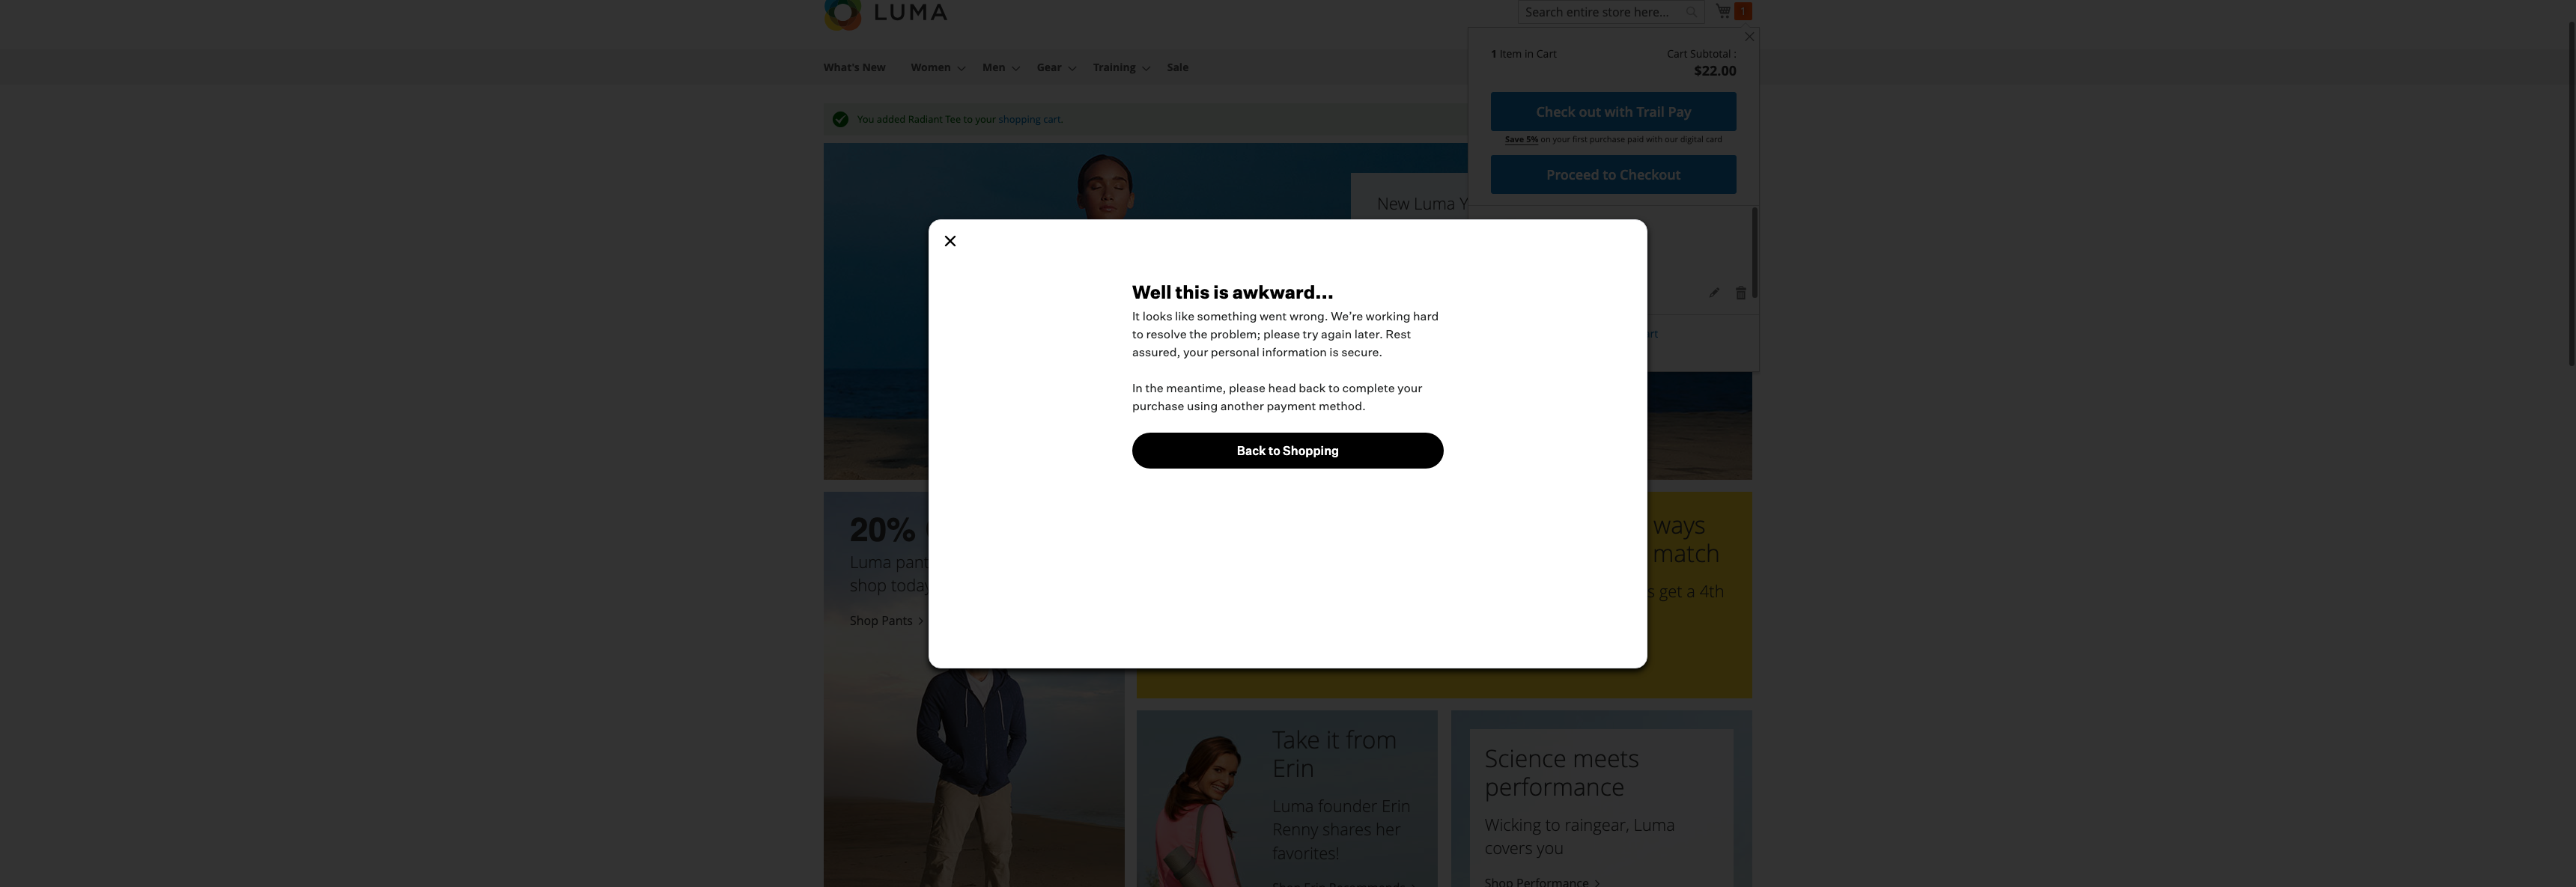 LUMA
Search entire store here...
1
What's New Women Men Gear Training Sale
1 Item in Cart
Cart Subtotal :
$22.00
Check out with Trail Pay
Save 5% on your first purchase paid with our digital card
Proceed to Checkout
You added Radiant Tee to your shopping cart.
New Luma Y
Well this is awkward...
It looks like something went wrong. We're working hard
to resolve the problem; please try again later. Rest
assured, your personal information is secure.
In the meantime, please head back to complete your
purchase using another payment method.
Back to Shopping
rt
20%
Luma pant
shop today
Shop Pants >
ways
match
s get a 4th
Take it from
Erin
Luma founder Erin
Renny shares her
favorites!
Science meets
performance
Wicking to raingear, Luma
covers you
Shop Performance >